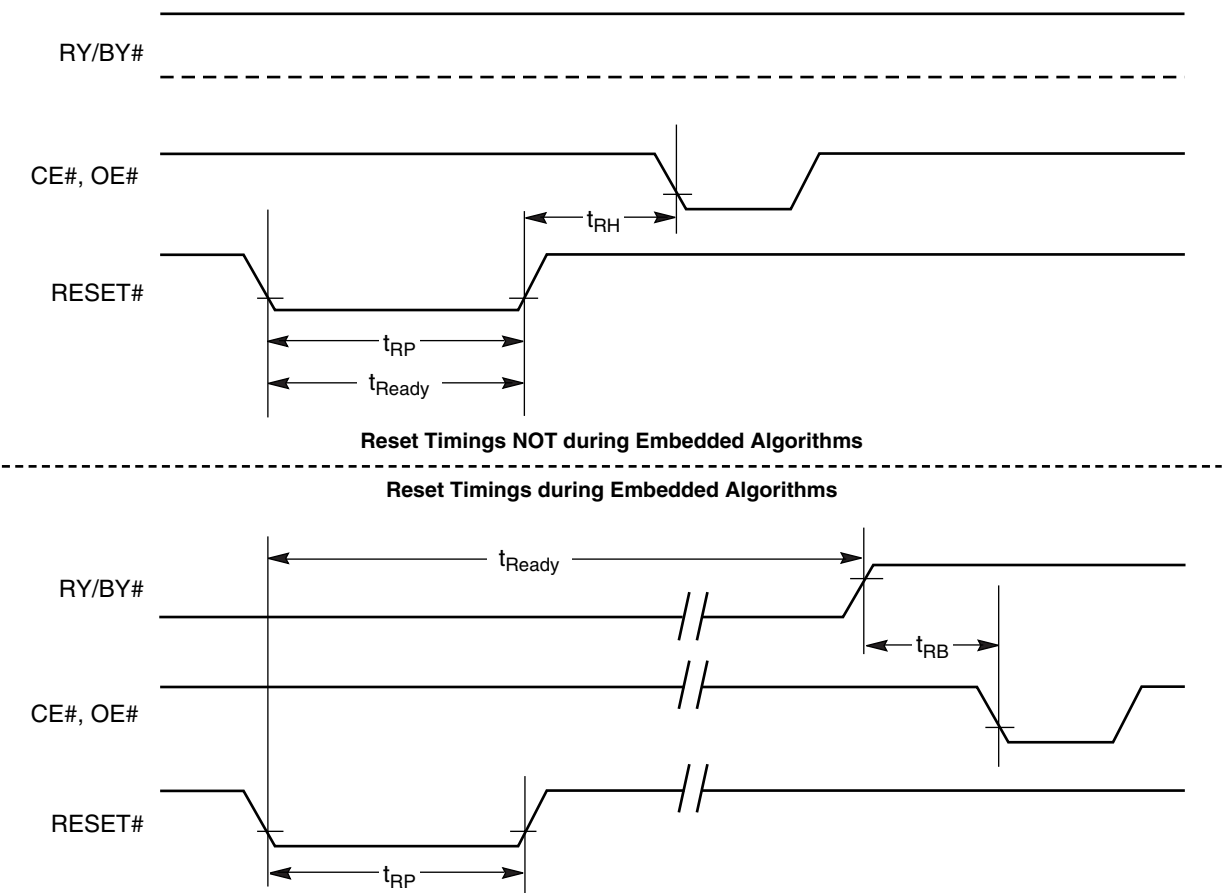 RY/BY#
CE#, OE#
tRH
RESET#
tRP
tReady
Reset Timings NOT during Embedded Algorithms
Reset Timings during Embedded Algorithms
tReady
RY/BY#
tRB
CE#, OE#
RESET#
tRP